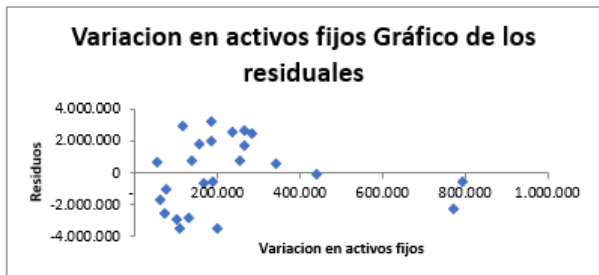 Variacion en activos fijos Gráfico de los
residuales
4.000.000
2.000.000
0
-2.000.000
-4.000.000
Residuos
-
200.000
400.000
600.000
800.000
1.000.000
Variacion en activos fijos